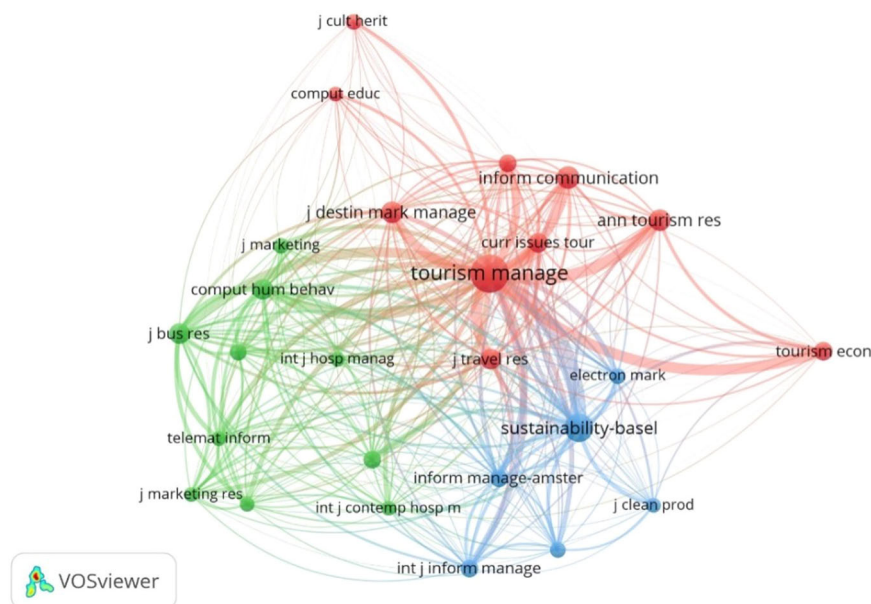 j cult herit
comput educ
inform communication
j destin mark manage
ann tourism res
j marketing
curr issues tour
tourism manage
comput hum behav
j bus res
int j hosp manag
j travel res
tourism econ
electron mark
sustainability-basel
telemat inform
inform manage-amster
j marketing res
int j contemp hosp m
j clean prod
int j inform manage
VOSviewer